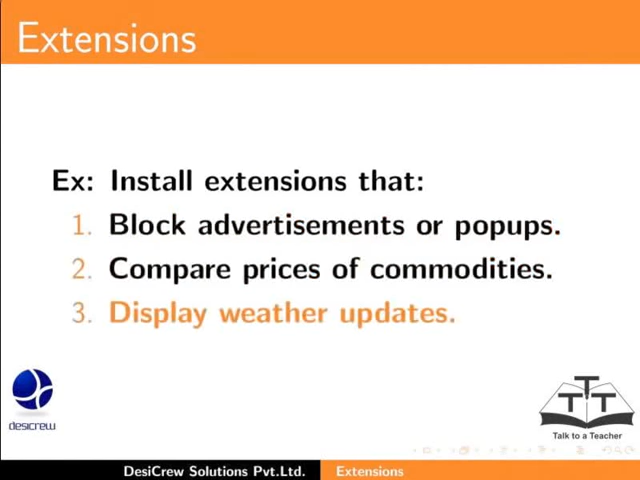 Extensions
Ex: Install extensions that:
1. Block advertisements or popups.
2. Compare prices of commodities.
3. Display weather updates.
desicrew
TTT
Talk to a Teacher
DesiCrew Solutions Pvt.Ltd. Extensions